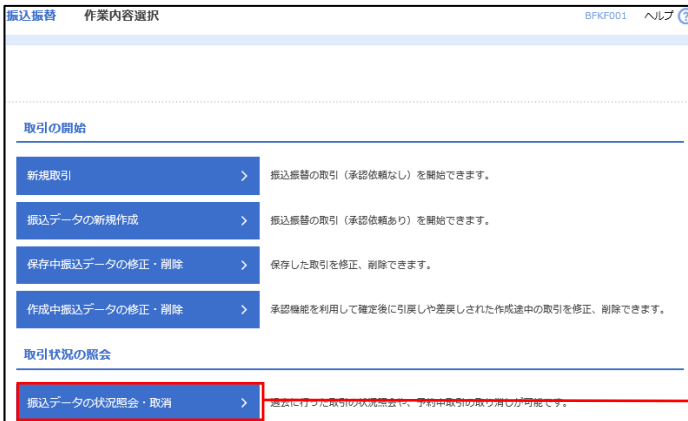 振込振替 作業内容選択 BFKF001 ヘルプ ?
取引の開始
新規取引 振込振替の取引（承認依頼なし）を開始できます。
振込データの新規作成 振込振替の取引（承認依頼あり）を開始できます。
保存中振込データの修正・削除 保存した取引を修正、削除できます。
作成中振込データの修正・削除 承認機能を利用して確定後に引戻しや差戻しされた作成途中の取引を修正、削除できます。
取引状況の照会
振込データの状況照会・取消 過去に行った取引の状況照会や、予約中取引の取り消しが可能です。